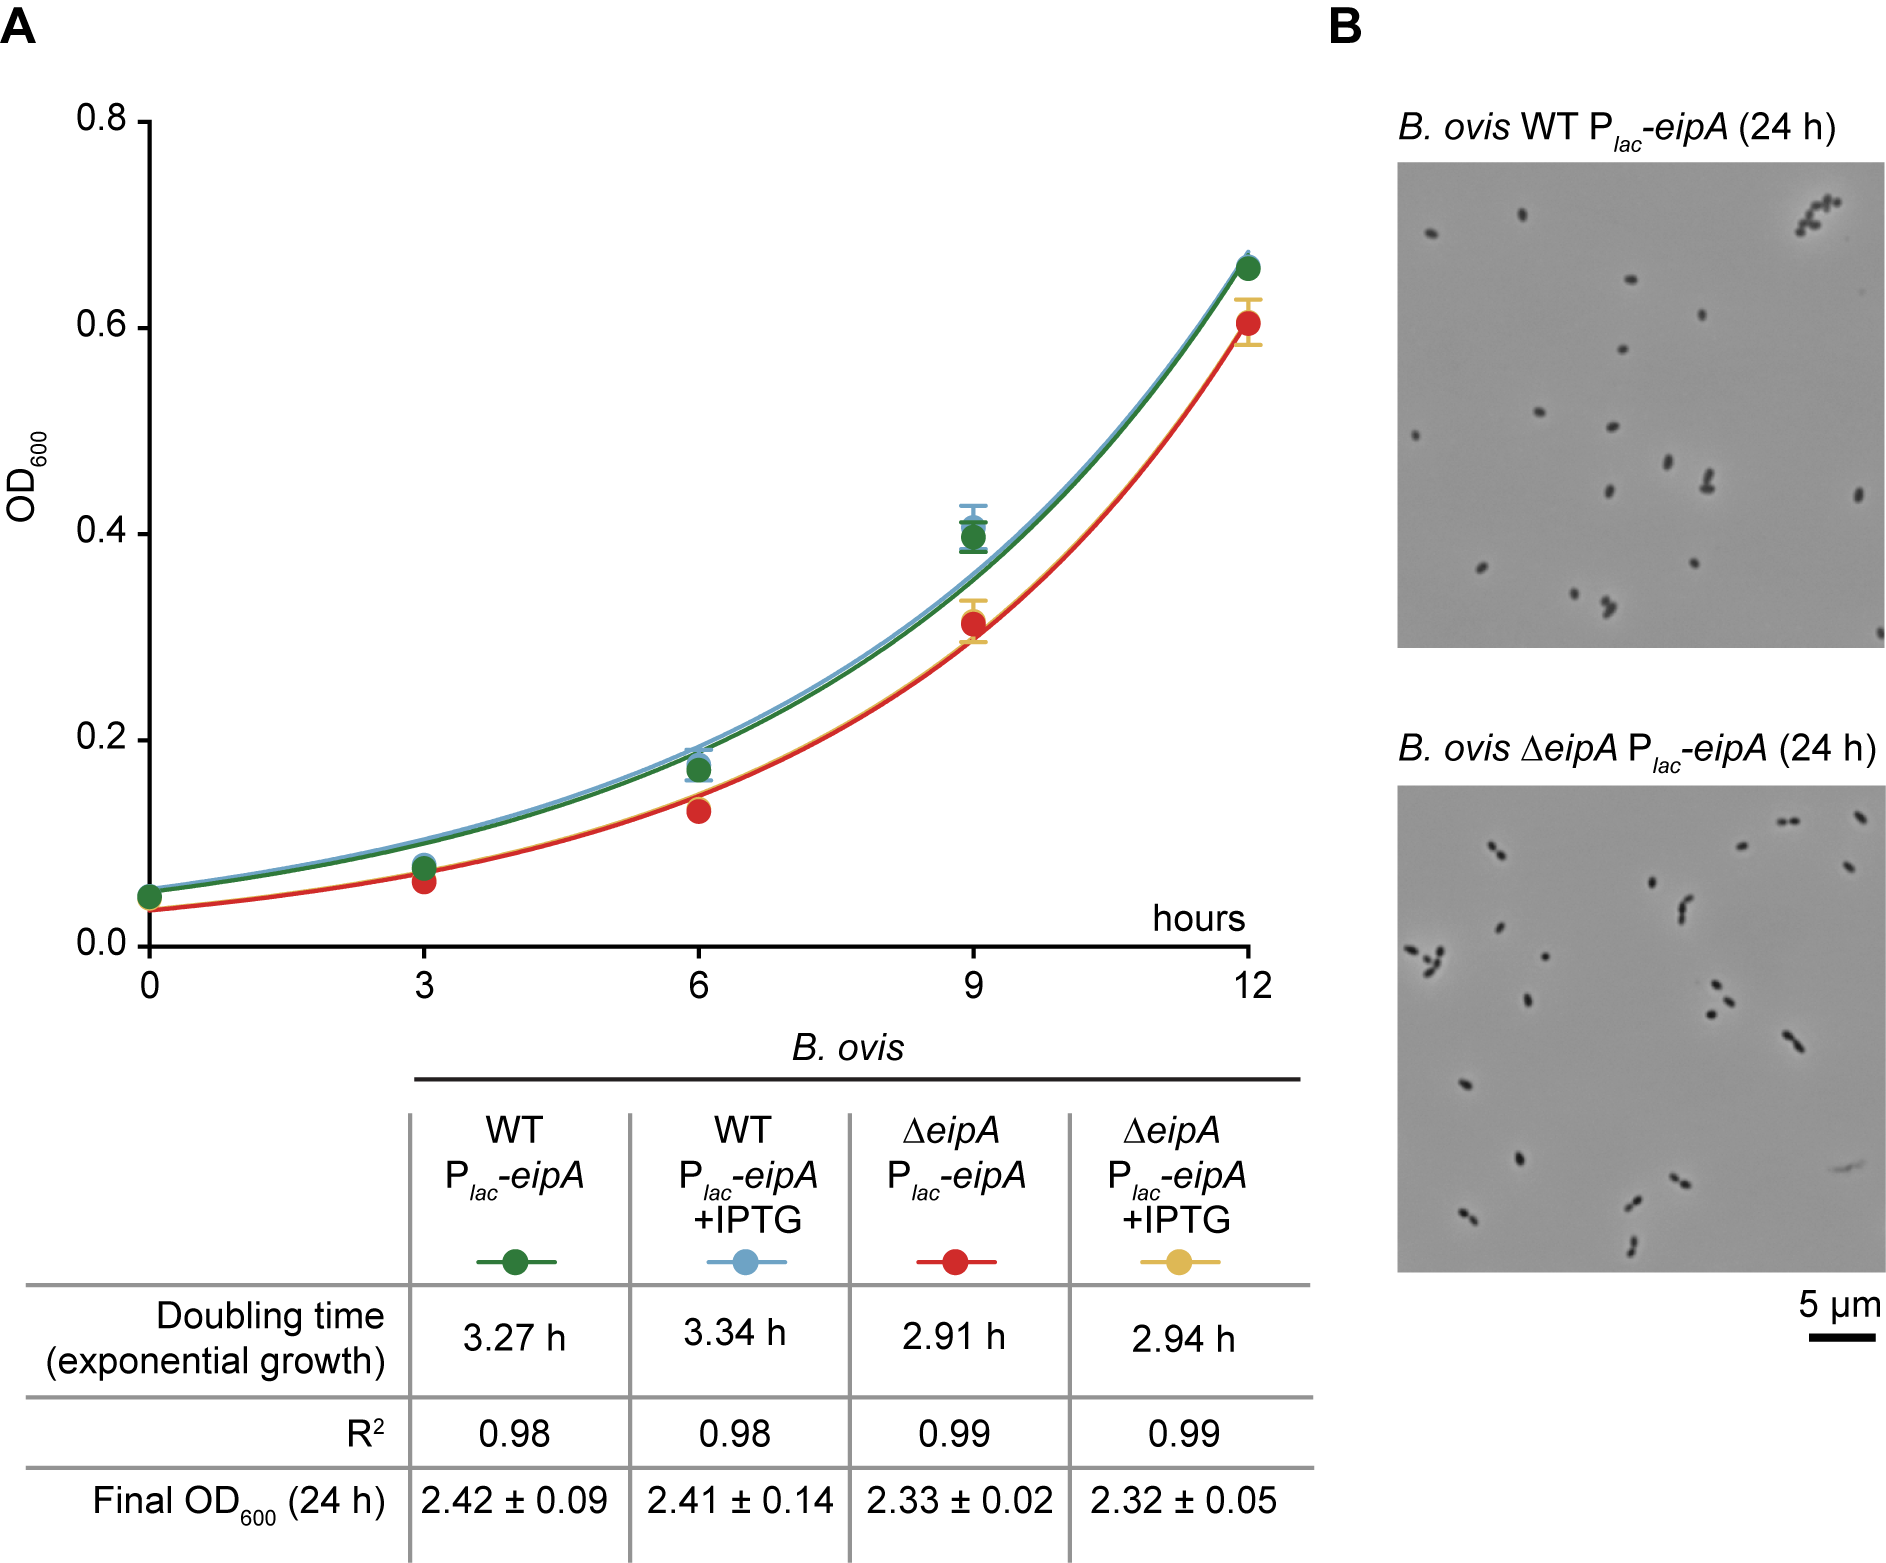 A
0.8
0.6
0.4
0.2
0.0
OD600
hours
0 3 6 9 12
B. ovis
WT Plac-eipA
WT Plac-eipA +IPTG
ΔeipA Plac-eipA
ΔeipA Plac-eipA +IPTG
Doubling time (exponential growth) 3.27 h 3.34 h 2.91 h 2.94 h
R² 0.98 0.98 0.99 0.99
Final OD600 (24 h) 2.42 ± 0.09 2.41 ± 0.14 2.33 ± 0.02 2.32 ± 0.05
B
B. ovis WT Plac-eipA (24 h)
B. ovis ΔeipA Plac-eipA (24 h)
5 µm